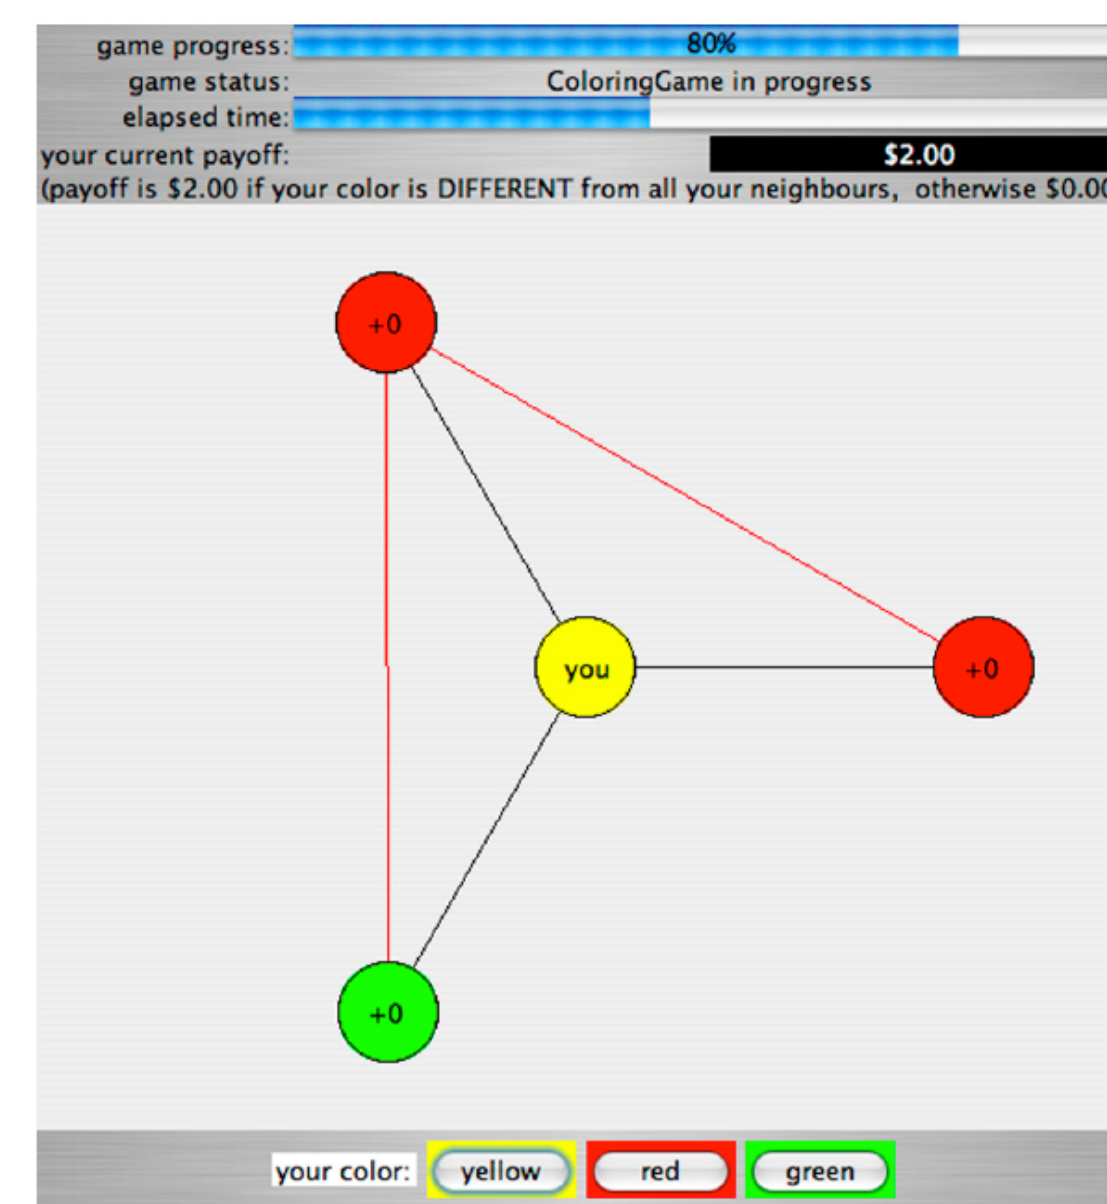 game progress: 80%
game status: ColoringGame in progress
elapsed time:
your current payoff: $2.00
(payoff is $2.00 if your color is DIFFERENT from all your neighbours, otherwise $0.00
+0
you
+0
+0
your color: yellow red green